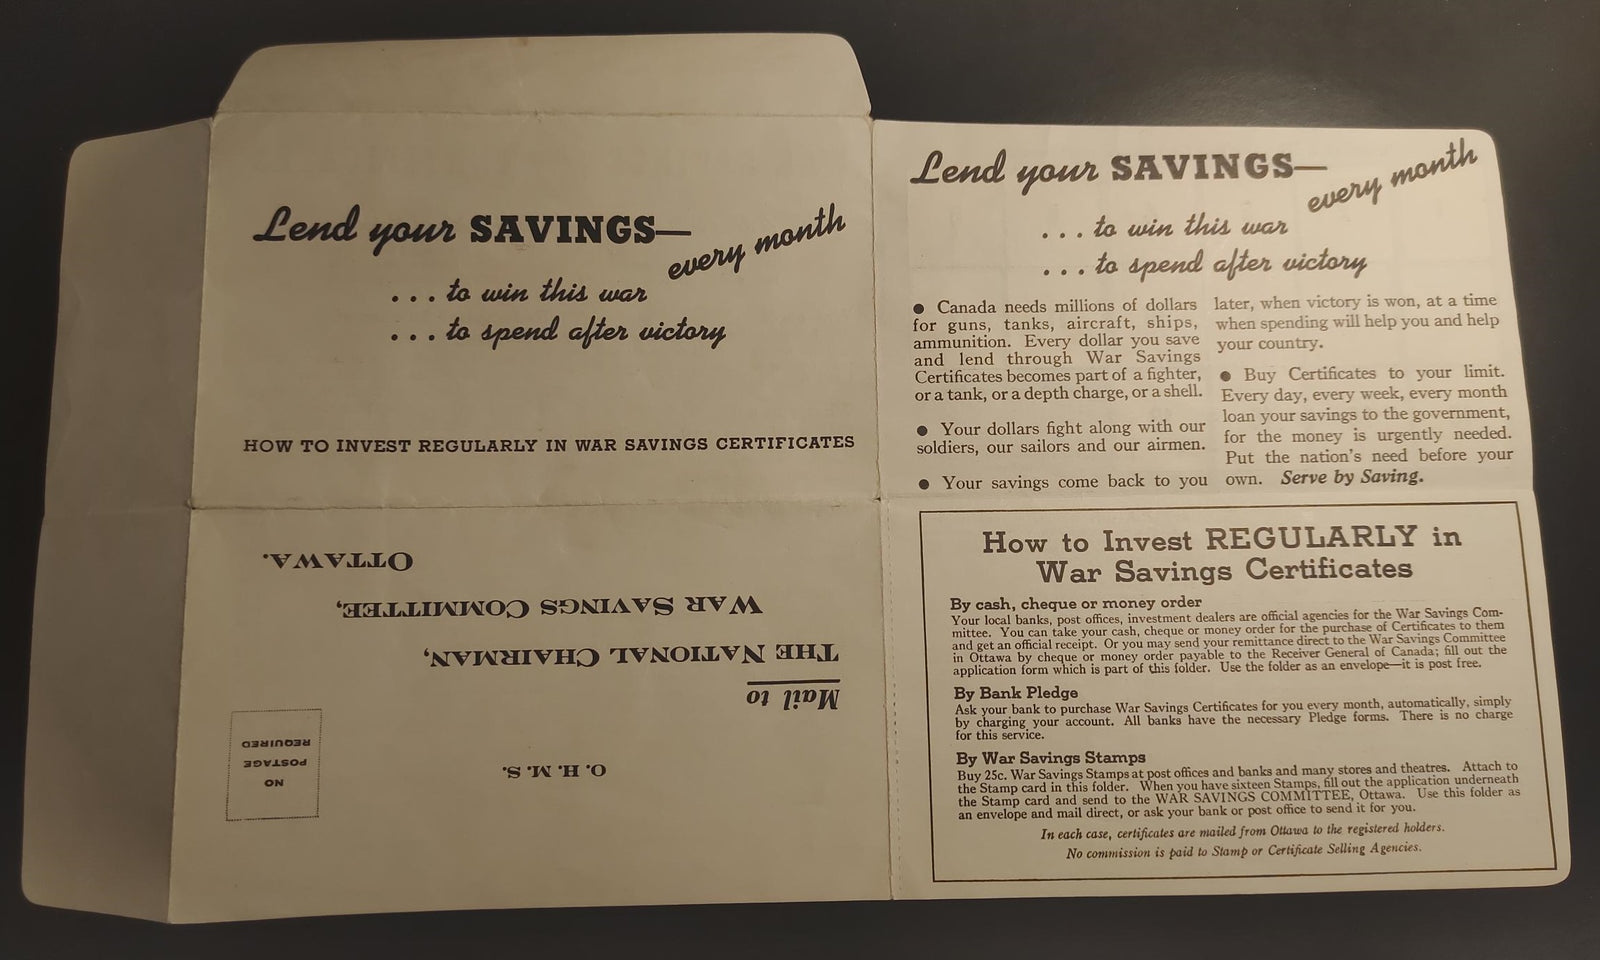 Lend your SAVINGS—
every month
...to win this war
...to spend after victory
HOW TO INVEST REGULARLY IN WAR SAVINGS CERTIFICATES
O. H. M. S.
NO
POSTAGE
REQUIRED
Mail to
THE NATIONAL CHAIRMAN,
WAR SAVINGS COMMITTEE,
OTTAWA.
Lend your SAVINGS—
every month
...to win this war
...to spend after victory
● Canada needs millions of dollars
for guns, tanks, aircraft, ships,
ammunition. Every dollar you save
and lend through War Savings
Certificates becomes part of a fighter,
or a tank, or a depth charge, or a shell.
● Your dollars fight along with our
soldiers, our sailors and our airmen.
● Your savings come back to you
later, when victory is won, at a time
when spending will help you and help
your country.
● Buy Certificates to your limit.
Every day, every week, every month
loan your savings to the government,
for the money is urgently needed.
Put the nation's need before your
own. Serve by Saving.
How to Invest REGULARLY in
War Savings Certificates
By cash, cheque or money order
Your local banks, post offices, investment dealers are official agencies for the War Savings Com-
mittee. You can take your cash, cheque or money order for the purchase of Certificates to them
and get an official receipt. Or you may send your remittance direct to the War Savings Committee
in Ottawa by cheque or money order payable to the Receiver General of Canada; fill out the
application form which is part of this folder. Use the folder as an envelope—it is post free.
By Bank Pledge
Ask your bank to purchase War Savings Certificates for you every month, automatically, simply
by charging your account. All banks have the necessary Pledge forms. There is no charge
for this service.
By War Savings Stamps
Buy 25c. War Savings Stamps at post offices and banks and many stores and theatres. Attach to
the Stamp card in this folder. When you have sixteen Stamps, fill out the application underneath
the Stamp card and send to the WAR SAVINGS COMMITTEE, Ottawa. Use this folder as
an envelope and mail direct, or ask your bank or post office to send it for you.
In each case, certificates are mailed from Ottawa to the registered holders.
No commission is paid to Stamp or Certificate Selling Agencies.